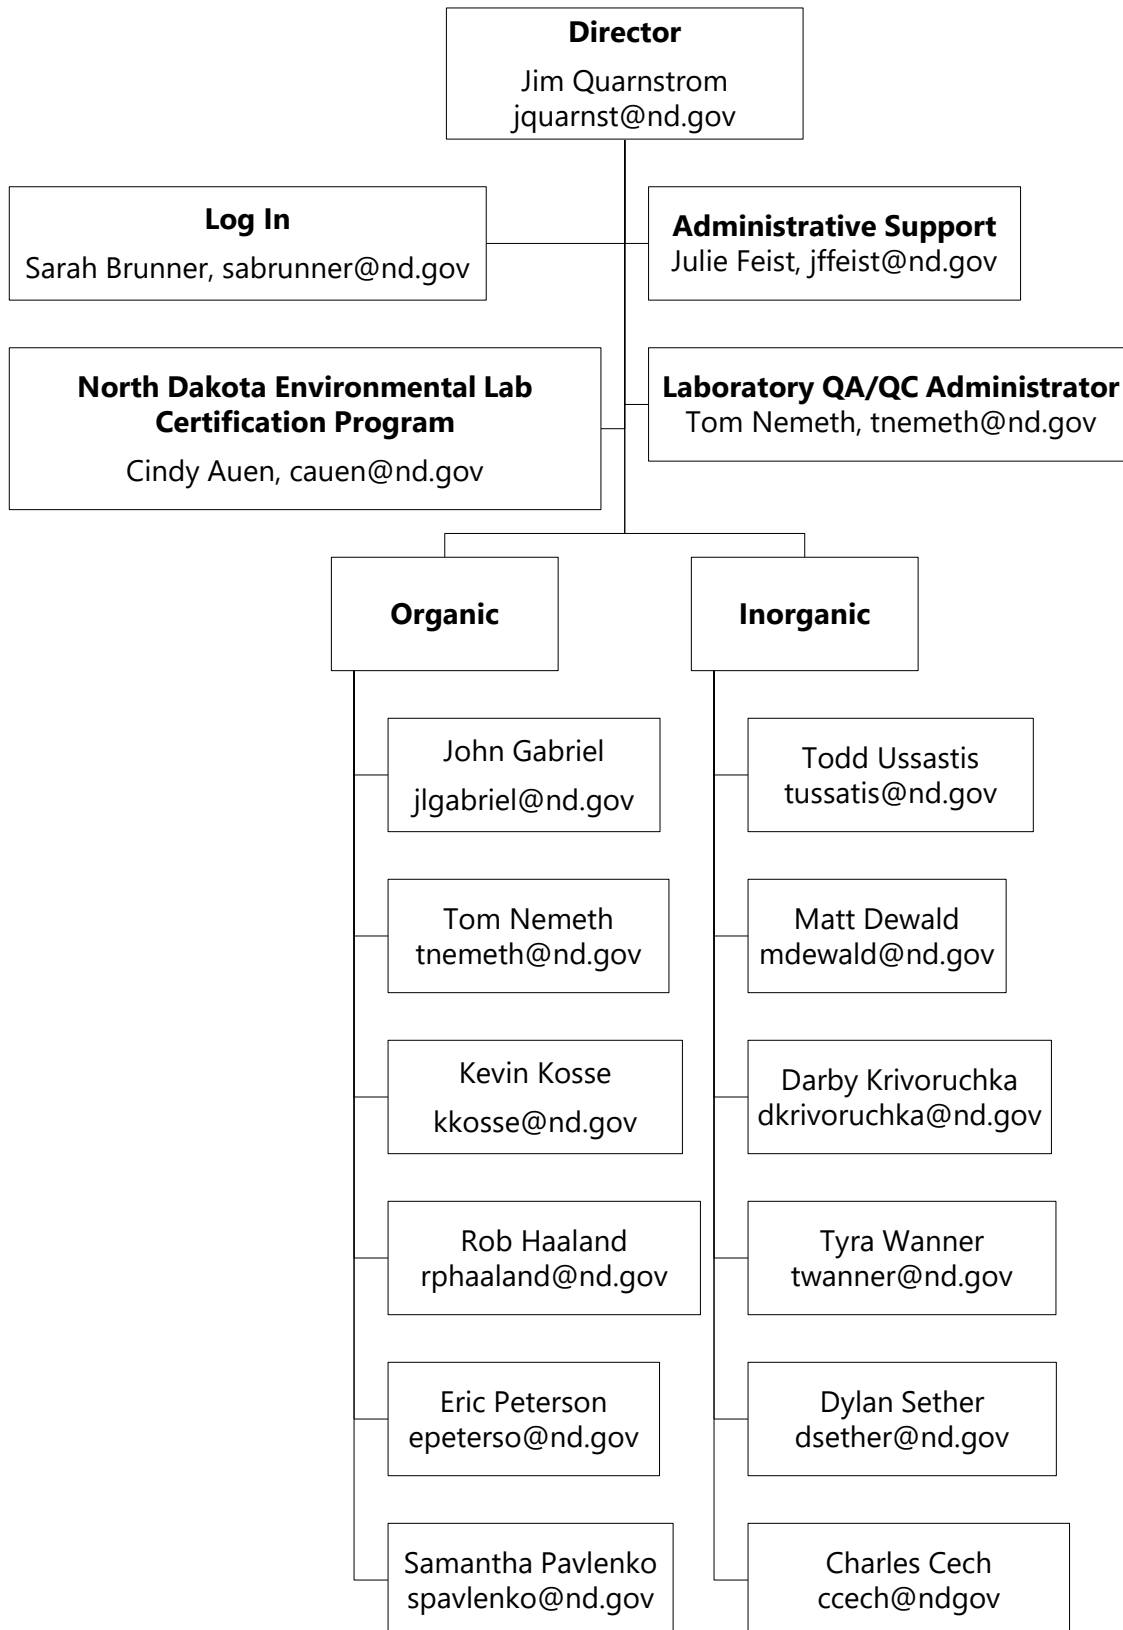 Director
Jim Quarnstrom
jquarnst@nd.gov
Log In
Sarah Brunner, sabrunner@nd.gov
Administrative Support
Julie Feist, jffeist@nd.gov
North Dakota Environmental Lab
Certification Program
Cindy Auen, cauen@nd.gov
Laboratory QA/QC Administrator
Tom Nemeth, tnemeth@nd.gov
Organic
Inorganic
John Gabriel
jlgabriel@nd.gov
Tom Nemeth
tnemeth@nd.gov
Kevin Kosse
kkosse@nd.gov
Rob Haaland
rphaaland@nd.gov
Eric Peterson
epeterso@nd.gov
Samantha Pavlenko
spavlenko@nd.gov
Todd Ussastis
tussatis@nd.gov
Matt Dewald
mdewald@nd.gov
Darby Krivoruchka
dkrivoruchka@nd.gov
Tyra Wanner
twanner@nd.gov
Dylan Sether
dsether@nd.gov
Charles Cech
ccech@ndgov